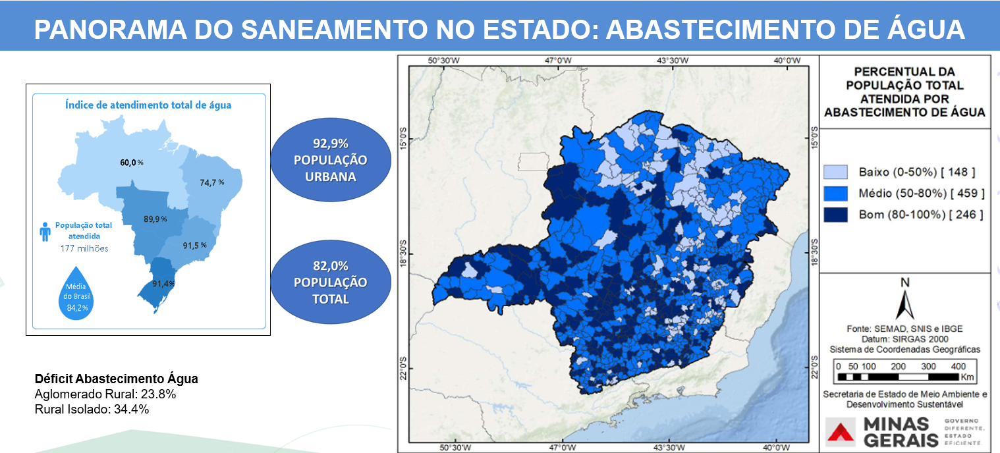 PANORAMA DO SANEAMENTO NO ESTADO: ABASTECIMENTO DE ÁGUA
Índice de atendimento total de água
60,0 %
74,7 %
89,9 %
91,5 %
91,4%
População total
atendida
177 milhões
Média
do Brasil
84,2%
92,9%
POPULAÇÃO
URBANA
82,0%
POPULAÇÃO
TOTAL
Déficit Abastecimento Água
Aglomerado Rural: 23.8%
Rural Isolado: 34.4%
50°30'W 47°0'W 43°30'W 40°0'W
15°0'S 15°0'S
18°30'S 18°30'S
22°0'S 22°0'S
50°30'W 47°0'W 43°30'W 40°0'W
PERCENTUAL DA
POPULAÇÃO TOTAL
ATENDIDA POR
ABASTECIMENTO DE ÁGUA
Baixo (0-50%) [ 148 ]
Médio (50-80%) [ 459 ]
Bom (80-100%) [ 246 ]
N
Fonte: SEMAD, SNIS e IBGE
Datum: SIRGAS 2000
Sistema de Coordenadas Geográficas
0 50 100 200 300 400
Km
Secretaria de Estado de Meio Ambiente e
Desenvolvimento Sustentável
MINAS
GERAIS
GOVERNO
DIFERENTE.
ESTADO
EFICIENTE.